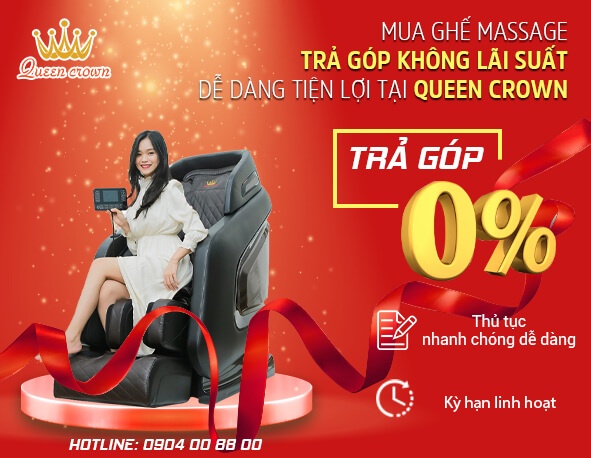 Queen crown
MUA GHẾ MASSAGE
TRẢ GÓP KHÔNG LÃI SUẤT
DỄ DÀNG TIỆN LỢI TẠI QUEEN CROWN
TRẢ GÓP
0%
Thủ tục
nhanh chóng dễ dàng
Kỳ hạn linh hoạt
HOTLINE: 0904 00 88 00